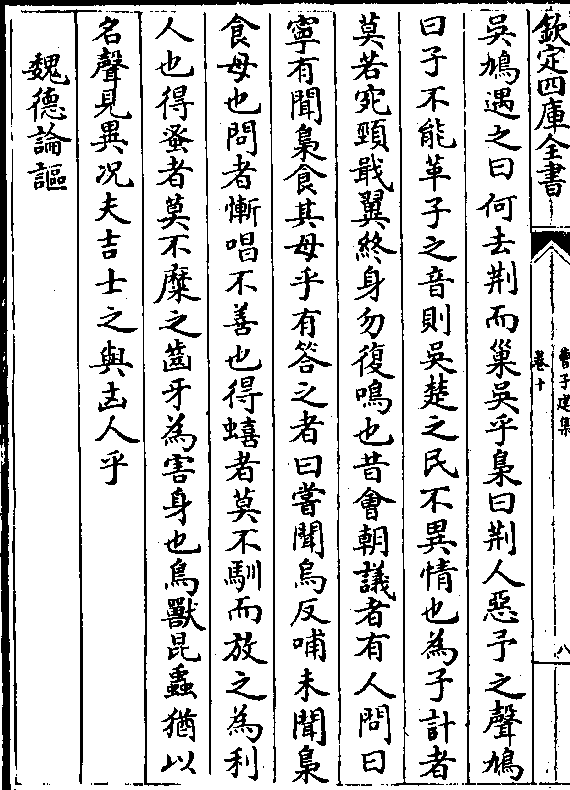 欽定四庫全書
曹子建集
卷十
八
吳鳩遇之曰何去荆而巢吳乎梟曰荆人惡予之聲鳩
曰子不能革子之音則吳楚之民不異情也為子計者
莫若宛頸戢翼終身勿復鳴也昔㑹朝議者有人問曰
寧有聞梟食其母乎有答之者曰嘗聞烏反哺未聞梟
食母也問者慚唱不善也得蟢者莫不馴而放之為利
人也得蚤者莫不糜之齒牙為害身也鳥獸昆蟲猶以
名聲見異況夫吉士之與凶人乎
魏德論謳